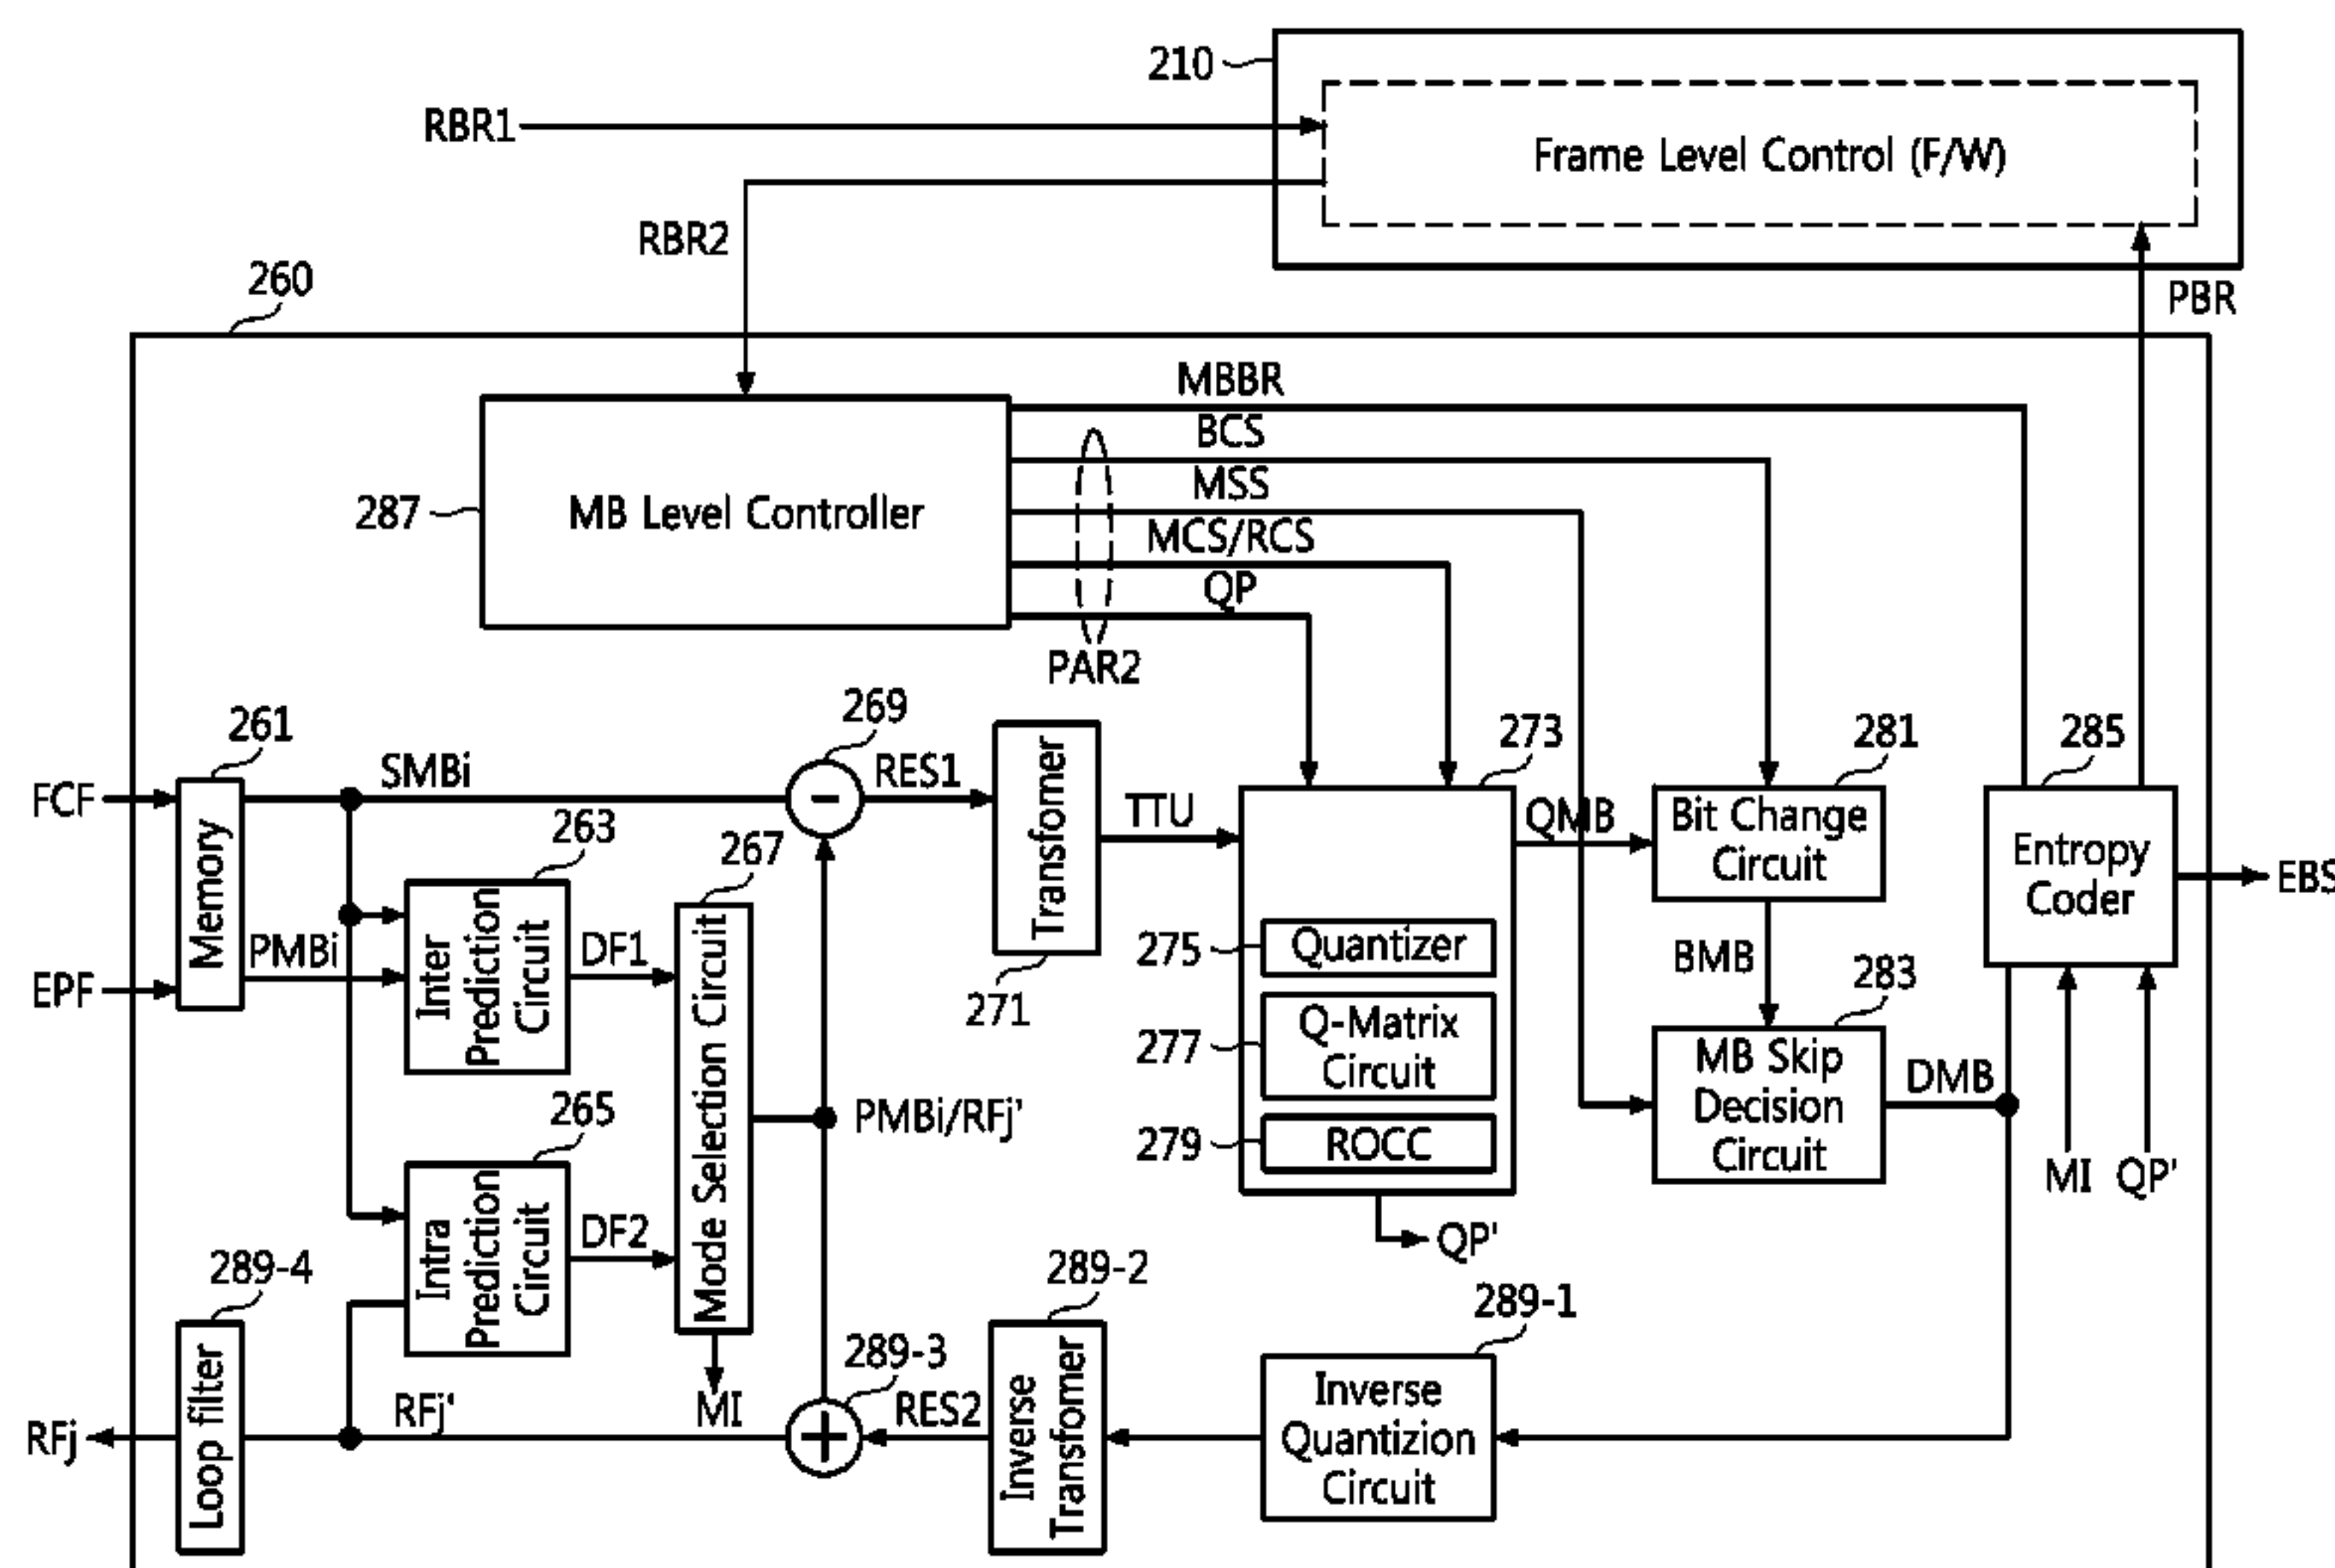 210
RBR1
Frame Level Control (F/W)
RBR2
260
PBR
MBBR
BCS
MSS
MCS/RCS
QP
287
MB Level Controller
PAR2
269
261
SMBi
RES1
Transfomer
273
281
285
FCF
-
263
267
TTU
QMB
Bit Change
Circuit
Entropy
Coder
EBS
Memory
PMBi
Inter
Prediction
Circuit
DF1
Mode Selection Circuit
271
275
Quantizer
BMB
283
EPF
277
Q-Matrix
Circuit
MB Skip
Decision
Circuit
DMB
265
PMBi/RFj'
279
ROCC
MI
QP'
Intra
Prediction
Circuit
DF2
QP'
289-4
289-2
289-1
289-3
Loop filter
RFj'
MI
RES2
Inverse
Transfomer
Inverse
Quantizion
Circuit
RFj
+